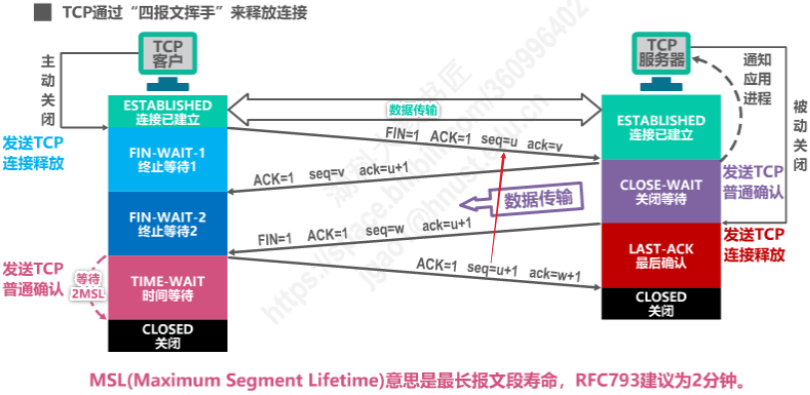 TCP通过“四报文挥手”来释放连接
TCP
客户
TCP
服务器
主动关闭
通知
应用
进程
被动关闭
ESTABLISHED
连接已建立
数据传输
ESTABLISHED
连接已建立
发送TCP
连接释放
FIN=1 ACK=1 seq=u ack=v
FIN-WAIT-1
终止等待1
ACK=1 seq=v ack=u+1
CLOSE-WAIT
关闭等待
发送TCP
普通确认
数据传输
FIN-WAIT-2
终止等待2
FIN=1 ACK=1 seq=w ack=u+1
LAST-ACK
最后确认
发送TCP
连接释放
发送TCP
普通确认
等待
2MSL
TIME-WAIT
时间等待
ACK=1 seq=u+1 ack=w+1
CLOSED
关闭
CLOSED
关闭
MSL(Maximum Segment Lifetime)意思是最长报文段寿命，RFC793建议为2分钟。